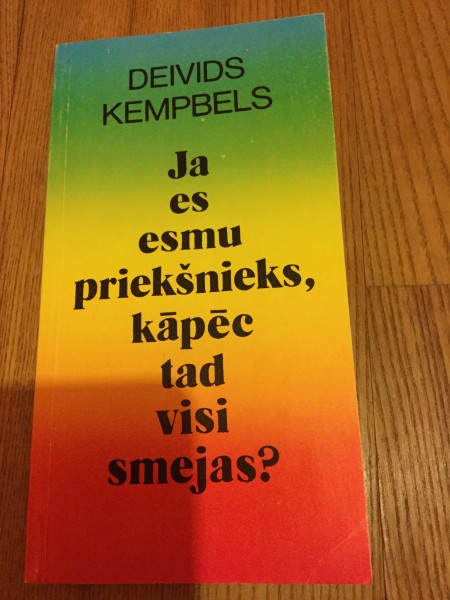 DEIVIDS
KEMPBELS
Ja
es
esmu
priekšnieks,
kāpēc
tad
visi
smejas?